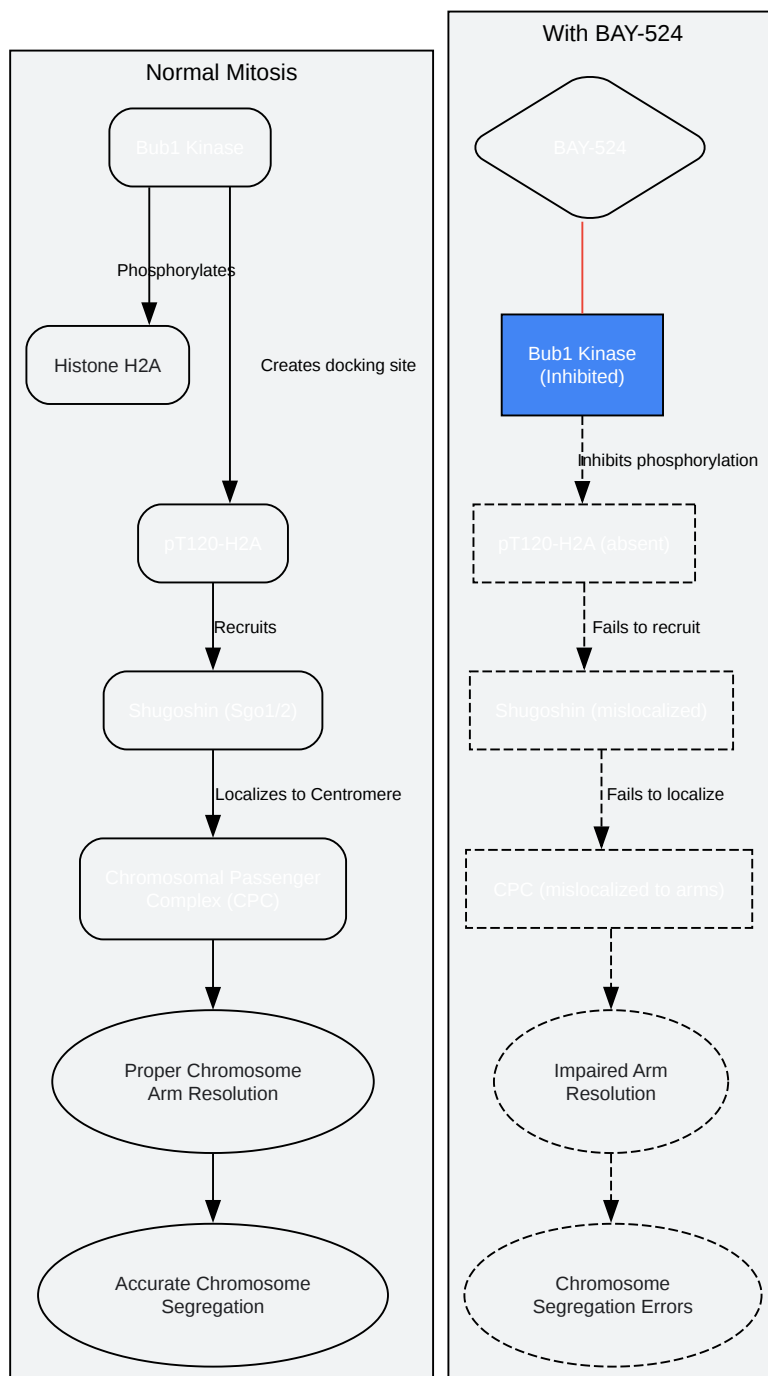 Normal Mitosis
Bub1 Kinase
Phosphorylates
Histone H2A
Creates docking site
pT120-H2A
Recruits
Shugoshin (Sgo1/2)
Localizes to Centromere
Chromosomal Passenger
Complex (CPC)
Proper Chromosome
Arm Resolution
Accurate Chromosome
Segregation
With BAY-524
BAY-524
Bub1 Kinase
(Inhibited)
Inhibits phosphorylation
pT120-H2A (absent)
Fails to recruit
Shugoshin (mislocalized)
Fails to localize
CPC (mislocalized to arms)
Impaired Arm
Resolution
Chromosome
Segregation Errors